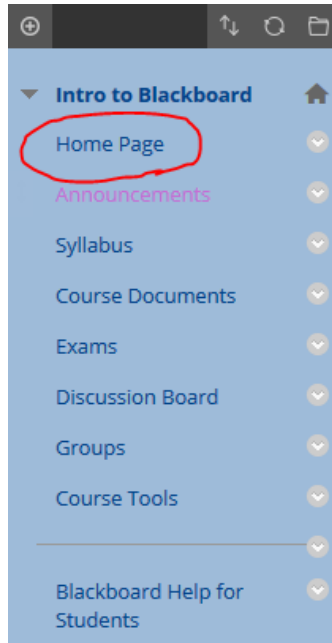 Intro to Blackboard
Home Page
Announcements
Syllabus
Course Documents
Exams
Discussion Board
Groups
Course Tools
Blackboard Help for
Students